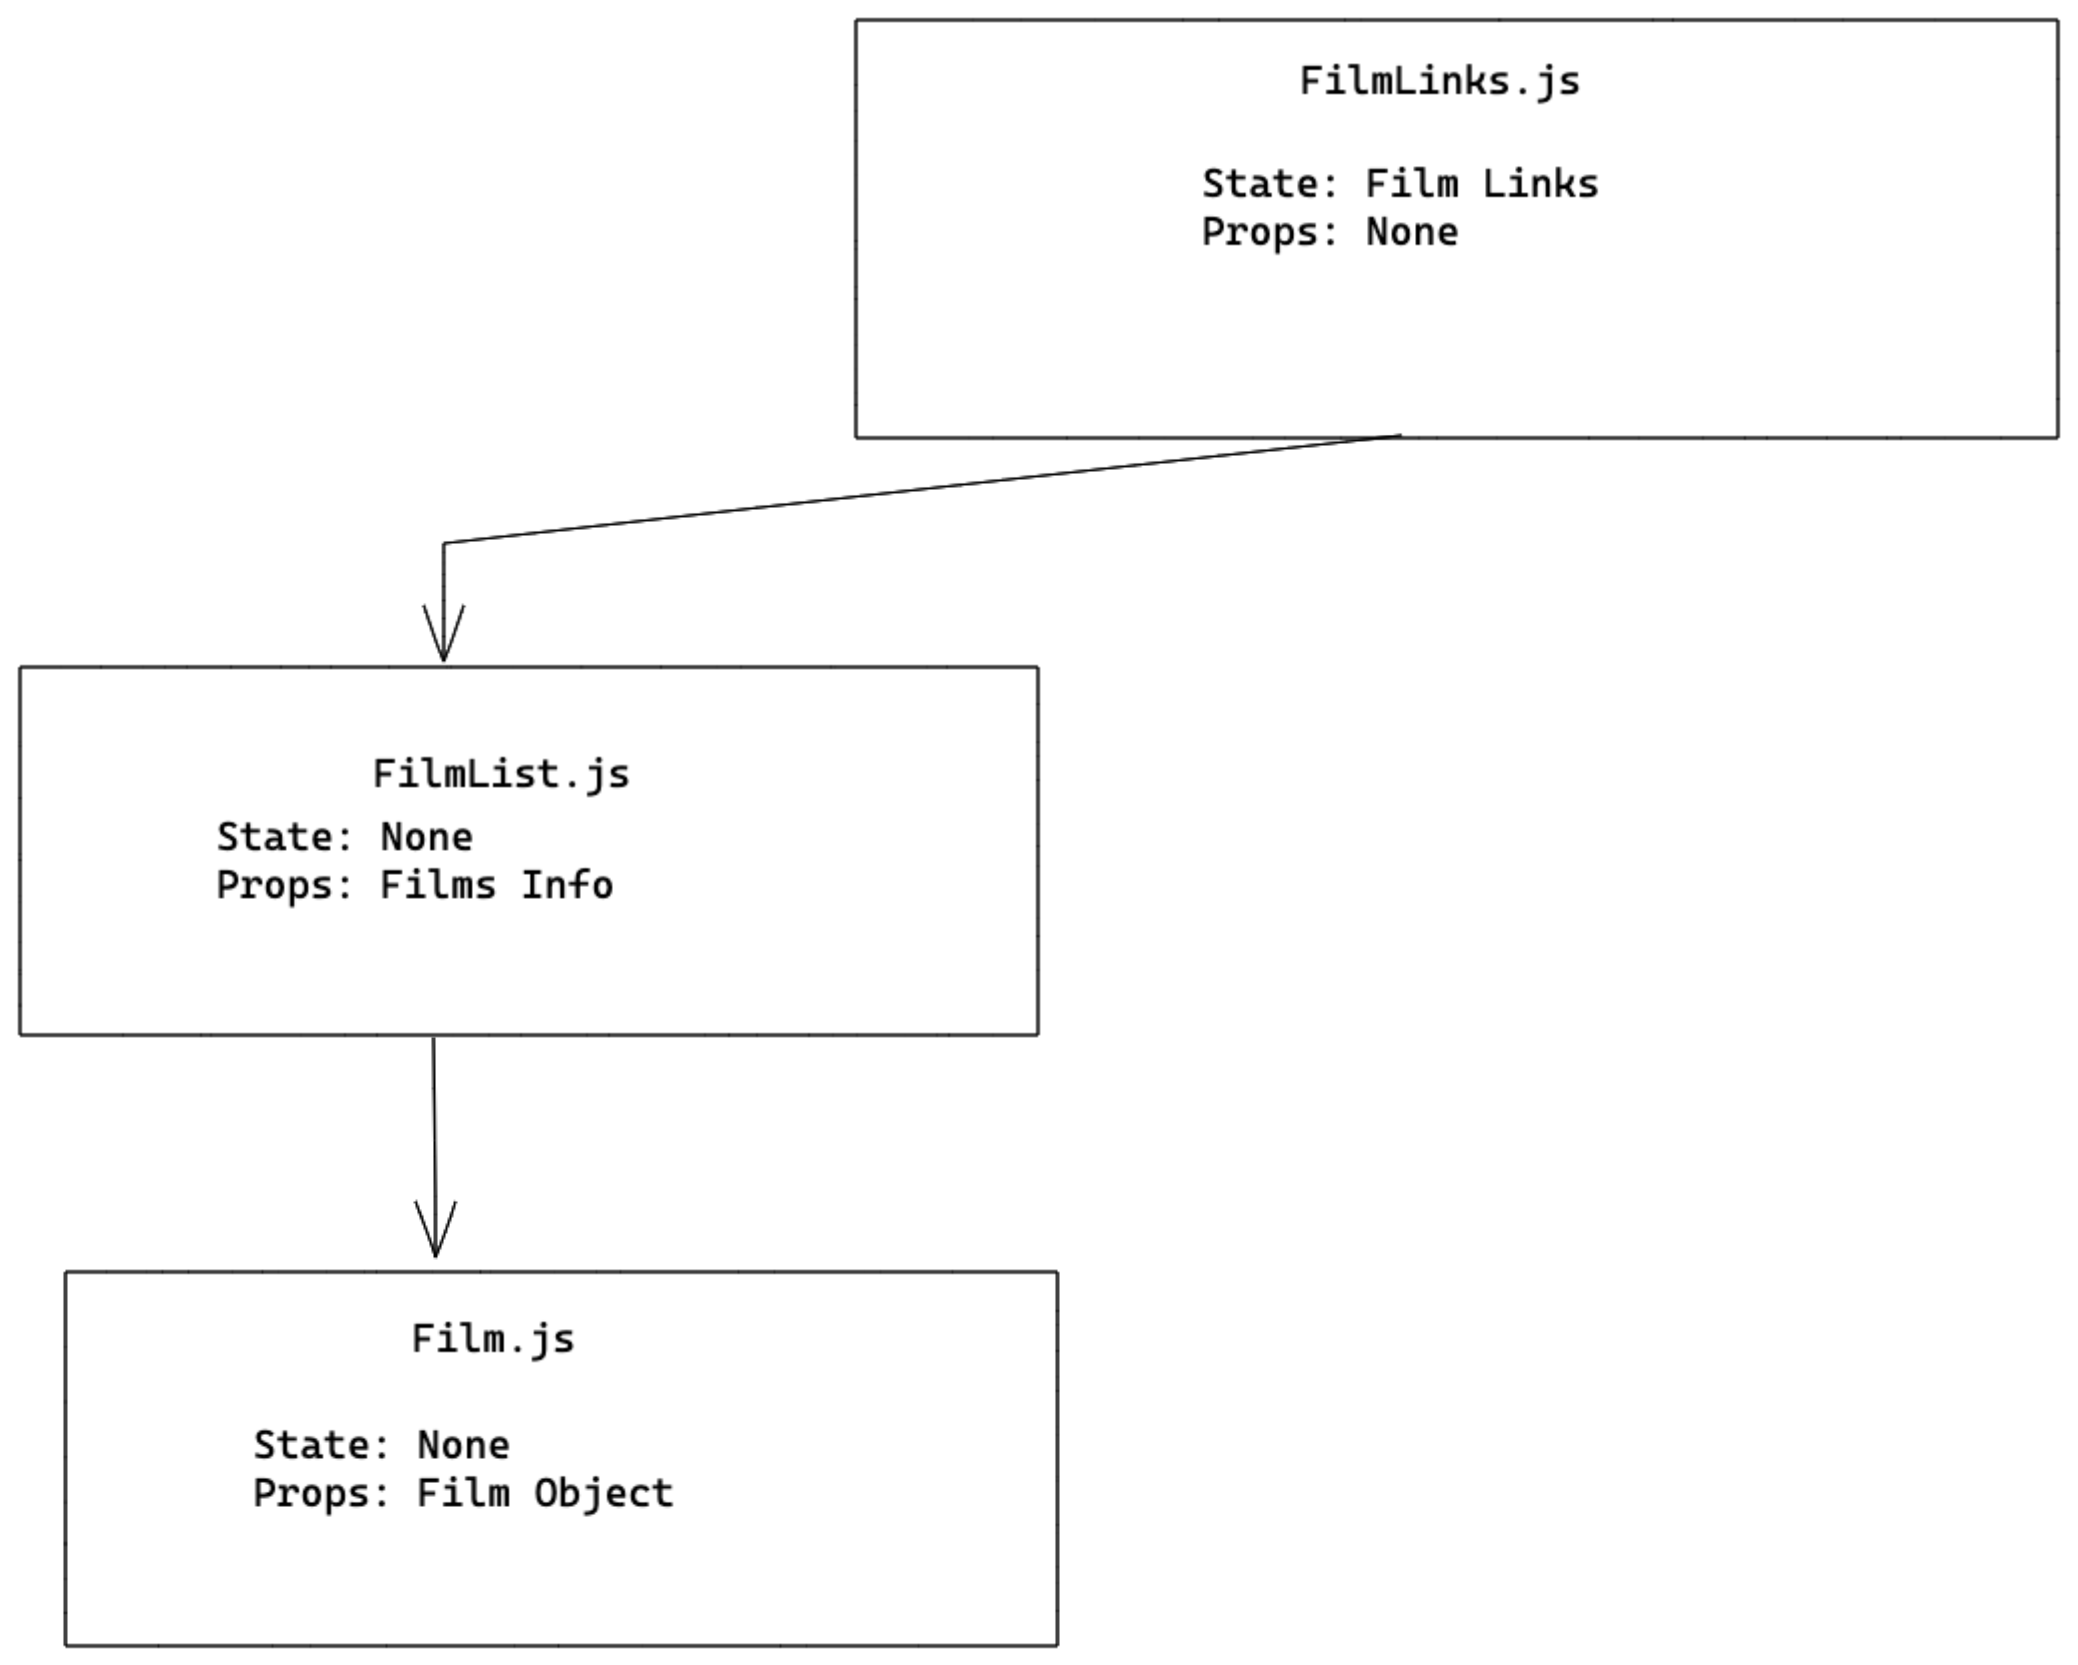 FilmLinks.js
State: Film Links
Props: None
FilmList.js
State: None
Props: Films Info
Film.js
State: None
Props: Film Object